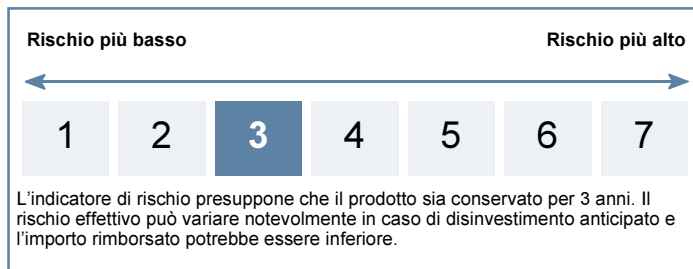 Rischio più basso Rischio più alto
1 2 3 4 5 6 7
L'indicatore di rischio presuppone che il prodotto sia conservato per 3 anni. Il
rischio effettivo può variare notevolmente in caso di disinvestimento anticipato e
l'importo rimborsato potrebbe essere inferiore.